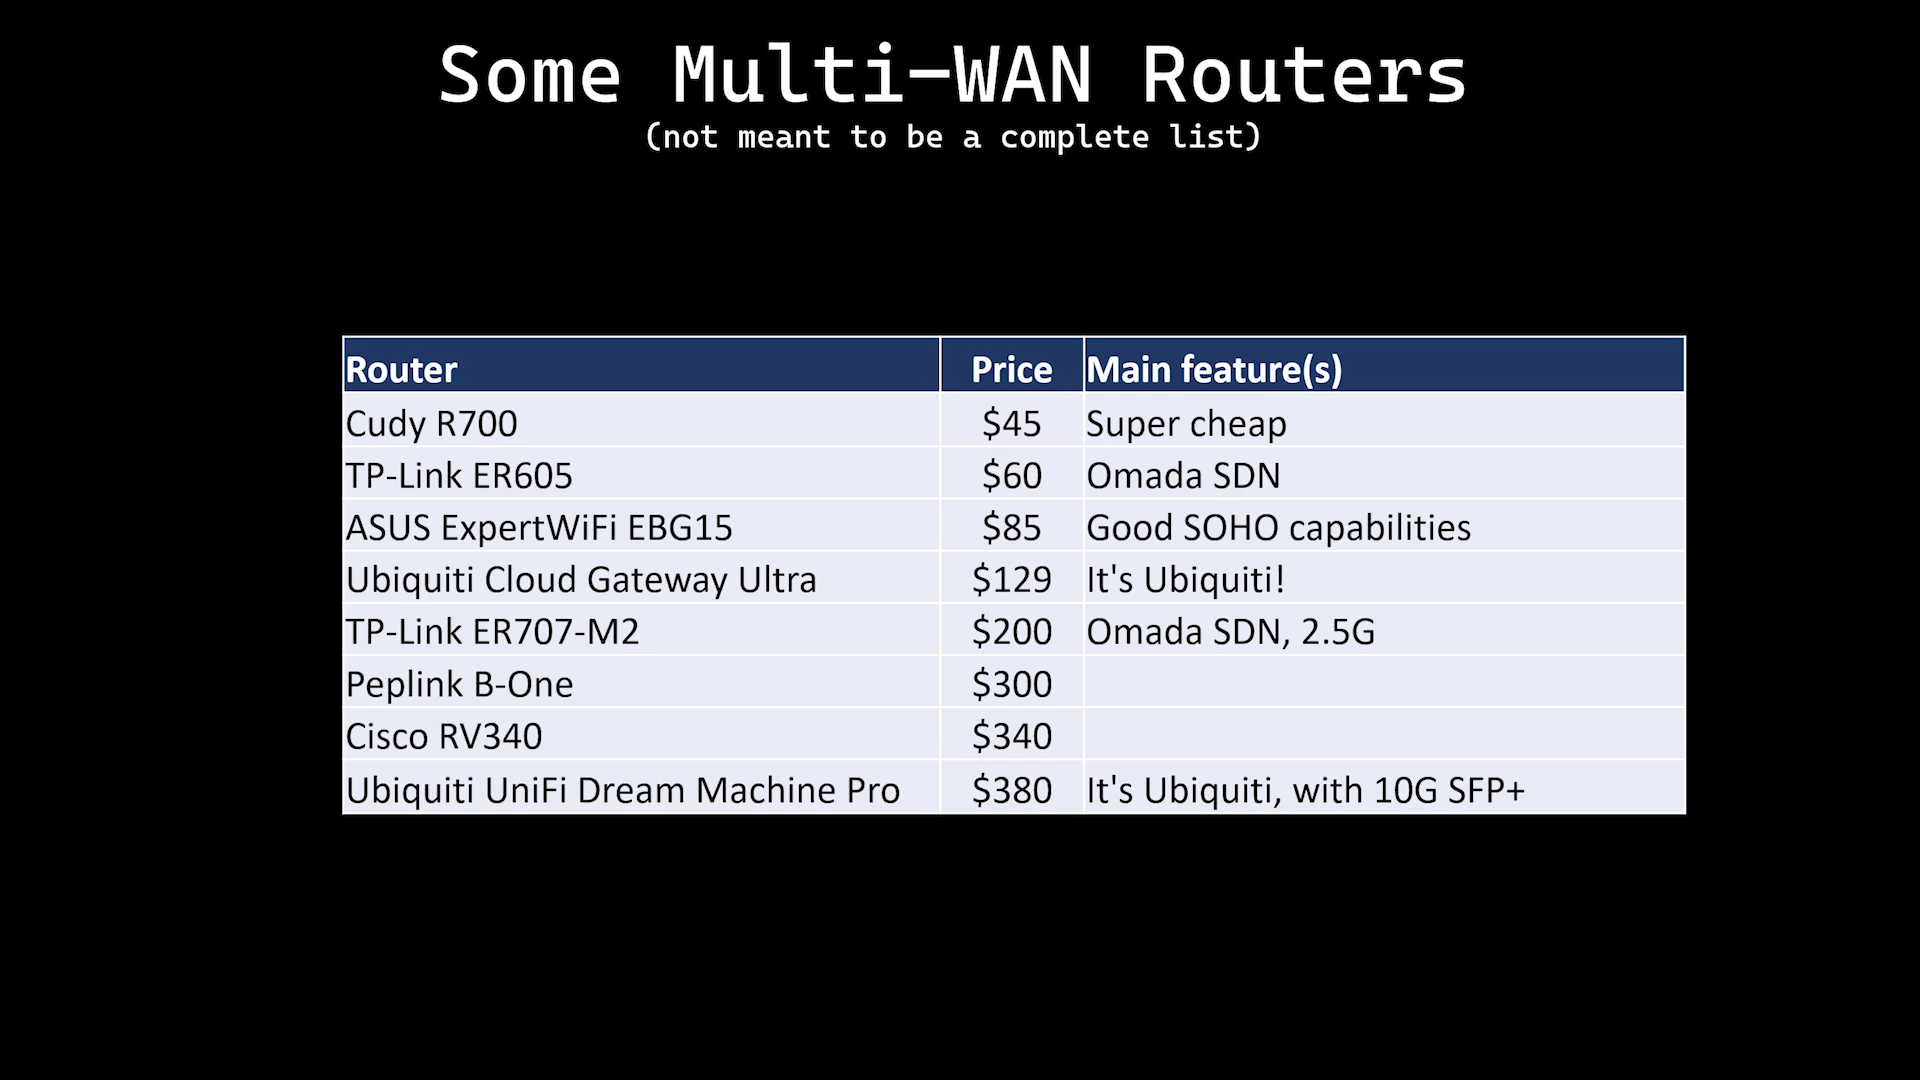 Some Multi-WAN Routers
(not meant to be a complete list)
Router Price Main feature(s)
Cudy R700 $45 Super cheap
TP-Link ER605 $60 Omada SDN
ASUS ExpertWiFi EBG15 $85 Good SOHO capabilities
Ubiquiti Cloud Gateway Ultra $129 It's Ubiquiti!
TP-Link ER707-M2 $200 Omada SDN, 2.5G
Peplink B-One $300
Cisco RV340 $340
Ubiquiti UniFi Dream Machine Pro $380 It's Ubiquiti, with 10G SFP+